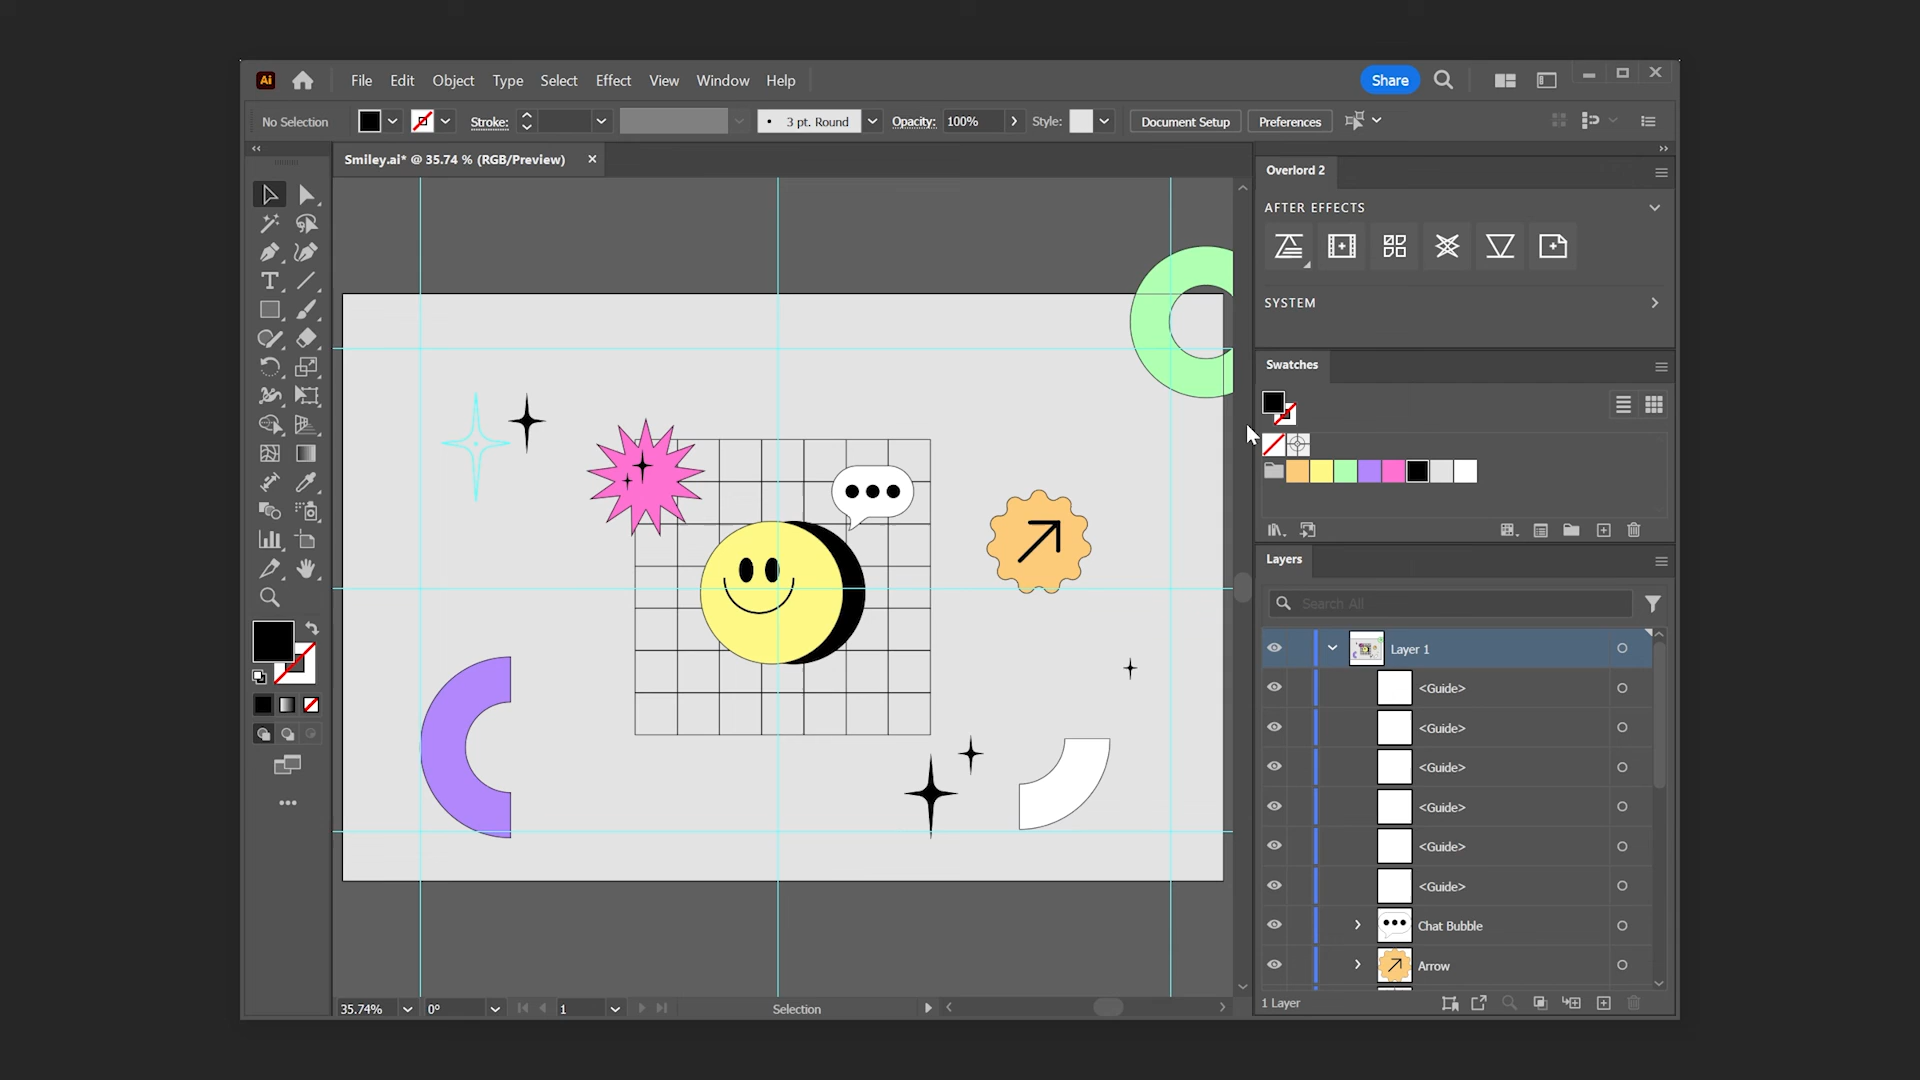 Ai File Edit Object Type Select Effect View Window Help Share
No Selection Stroke: 3 pt. Round Opacity: 100% Style: Document Setup Preferences
Smiley.ai* @ 35.74 % (RGB/Preview)
Overlord 2
AFTER EFFECTS
SYSTEM
Swatches
Layers
Search All
Layer 1
<Guide>
<Guide>
<Guide>
<Guide>
<Guide>
<Guide>
Chat Bubble
Arrow
1 Layer
35.74% 0° 1 Selection